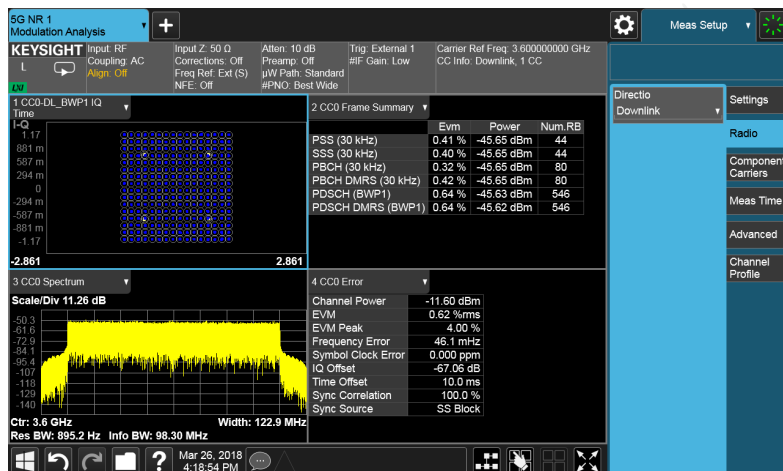 5G NR 1
Modulation Analysis
Meas Setup
KEYSIGHT
L
LXI
Input: RF
Coupling: AC
Align: Off
Input Z: 50 Ω
Corrections: Off
Freq Ref: Ext (S)
NFE: Off
Atten: 10 dB
Preamp: Off
µW Path: Standard
#PNO: Best Wide
Trig: External 1
#IF Gain: Low
Carrier Ref Freq: 3.600000000 GHz
CC Info: Downlink, 1 CC
Directio
Downlink
Settings
Radio
Component
Carriers
Meas Time
Advanced
Channel
Profile
1 CC0-DL_BWP1 IQ
Time
I-Q
1.17
881 m
587 m
294 m
0
-294 m
-587 m
-881 m
-1.17
-2.861 2.861
2 CC0 Frame Summary
Evm Power Num.RB
PSS (30 kHz) 0.41 % -45.65 dBm 44
SSS (30 kHz) 0.40 % -45.65 dBm 44
PBCH (30 kHz) 0.32 % -45.65 dBm 80
PBCH DMRS (30 kHz) 0.42 % -45.65 dBm 80
PDSCH (BWP1) 0.64 % -45.63 dBm 546
PDSCH DMRS (BWP1) 0.64 % -45.62 dBm 546
3 CC0 Spectrum
Scale/Div 11.26 dB
-50.3
-61.6
-72.9
-84.1
-95.4
-107
-118
-129
-140
Ctr: 3.6 GHz Width: 122.9 MHz
Res BW: 895.2 Hz Info BW: 98.30 MHz
4 CC0 Error
Channel Power -11.60 dBm
EVM 0.62 %rms
EVM Peak 4.00 %
Frequency Error 46.1 mHz
Symbol Clock Error 0.000 ppm
IQ Offset -67.06 dB
Time Offset 10.0 ms
Sync Correlation 100.0 %
Sync Source SS Block
?
Mar 26, 2018
4:18:54 PM